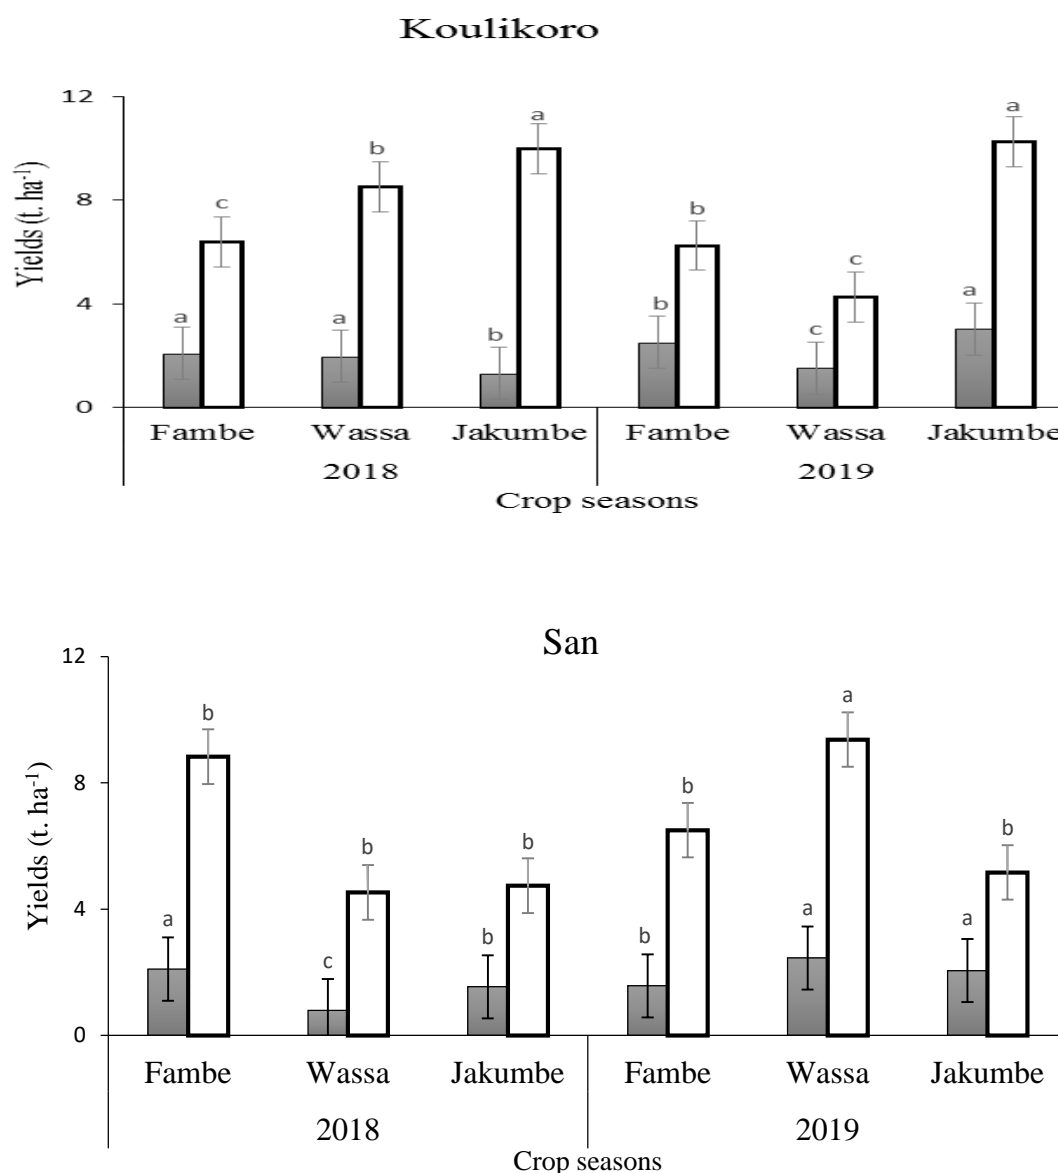 Koulikoro
12
8
4
0
Yields (t. ha-1)
c
b
a
b
c
a
a
a
b
b
c
a
Fambe Wassa Jakumbe Fambe Wassa Jakumbe
2018 2019
Crop seasons
San
12
8
4
0
Yields (t. ha-1)
b
b
b
b
a
b
a
c
b
b
a
a
Fambe Wassa Jakumbe Fambe Wassa Jakumbe
2018 2019
Crop seasons